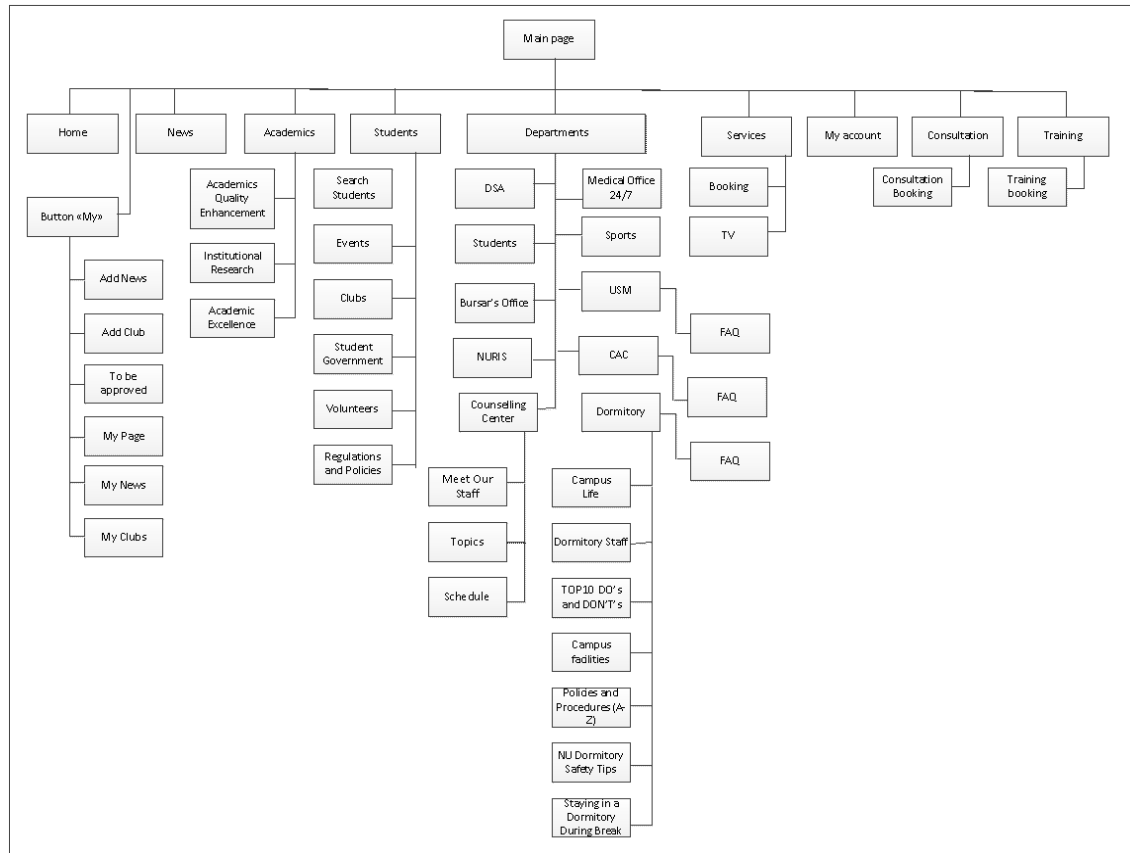 Main page
Home
News
Academics
Students
Departments
Services
My account
Consultation
Training
Button «My»
Add News
Add Club
To be
approved
My Page
My News
My Clubs
Academics
Quality
Enhancement
Institutional
Research
Academic
Excellence
Search
Students
Events
Clubs
Student
Government
Volunteers
Regulations
and Policies
DSA
Students
Bursar's Office
NURIS
Counselling
Center
Meet Our
Staff
Topics
Schedule
Medical Office
24/7
Sports
USM
FAQ
CAC
FAQ
Dormitory
FAQ
Campus
Life
Dormitory Staff
TOP10 DO's
and DON'T's
Campus
facilities
Policies and
Procedures (A-
Z)
NU Dormitory
Safety Tips
Staying in a
Dormitory
During Break
Booking
TV
Consultation
Booking
Training
booking